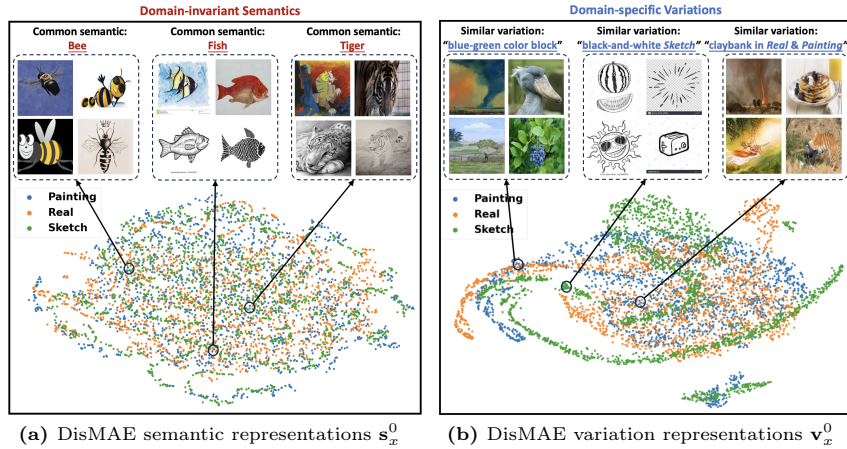 Domain-invariant Semantics
Common semantic:
Bee
Common semantic:
Fish
Common semantic:
Tiger
Painting
Real
Sketch
(a) DisMAE semantic representations s_x^0
Domain-specific Variations
Similar variation:
"blue-green color block"
Similar variation:
"black-and-white Sketch"
Similar variation:
"claybank in Real & Painting"
Painting
Real
Sketch
(b) DisMAE variation representations v_x^0